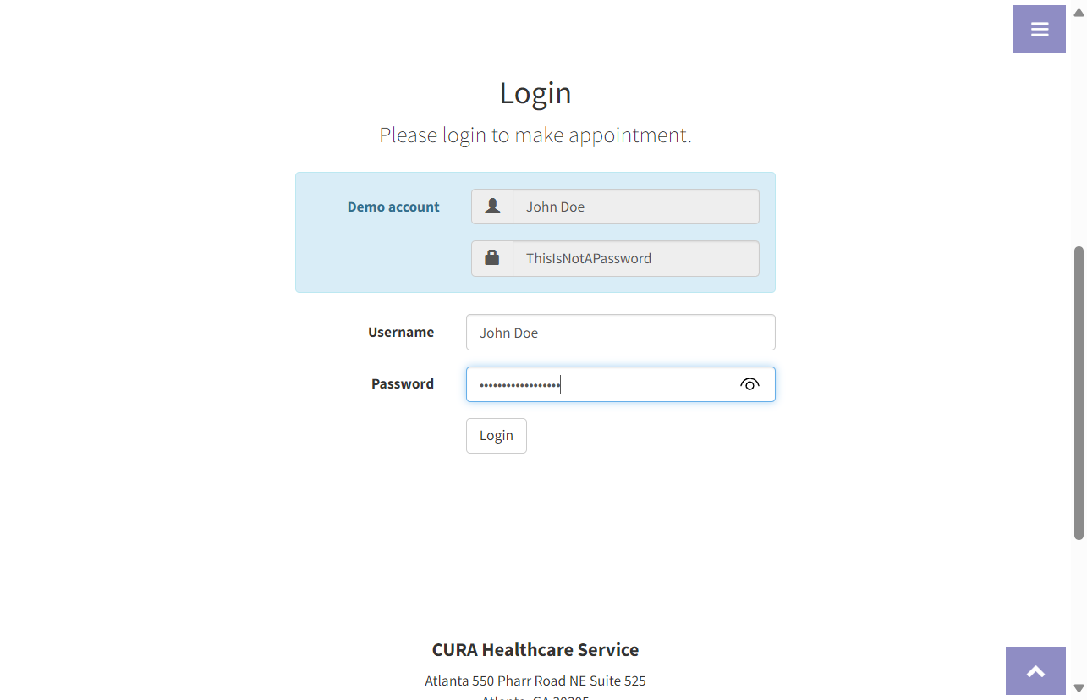 Login
Please login to make appointment.
Demo account
John Doe
ThisIsNotAPassword
Username
John Doe
Password
••••••••••••••••••
Login
CURA Healthcare Service
Atlanta 550 Pharr Road NE Suite 525